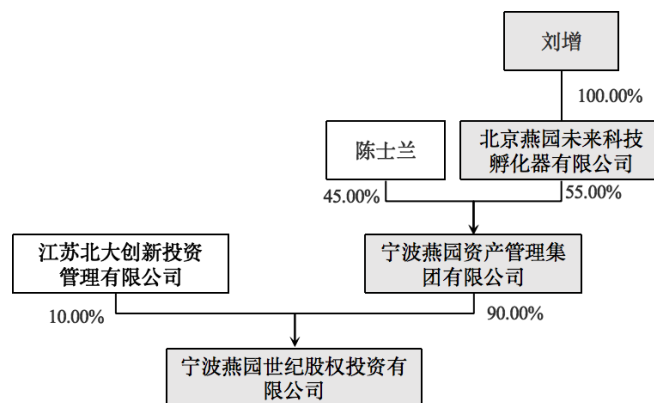 刘增
100.00%
陈士兰
北京燕园未来科技
孵化器有限公司
45.00%
55.00%
江苏北大创新投资
管理有限公司
宁波燕园资产管理集
团有限公司
10.00%
90.00%
宁波燕园世纪股权投资有
限公司